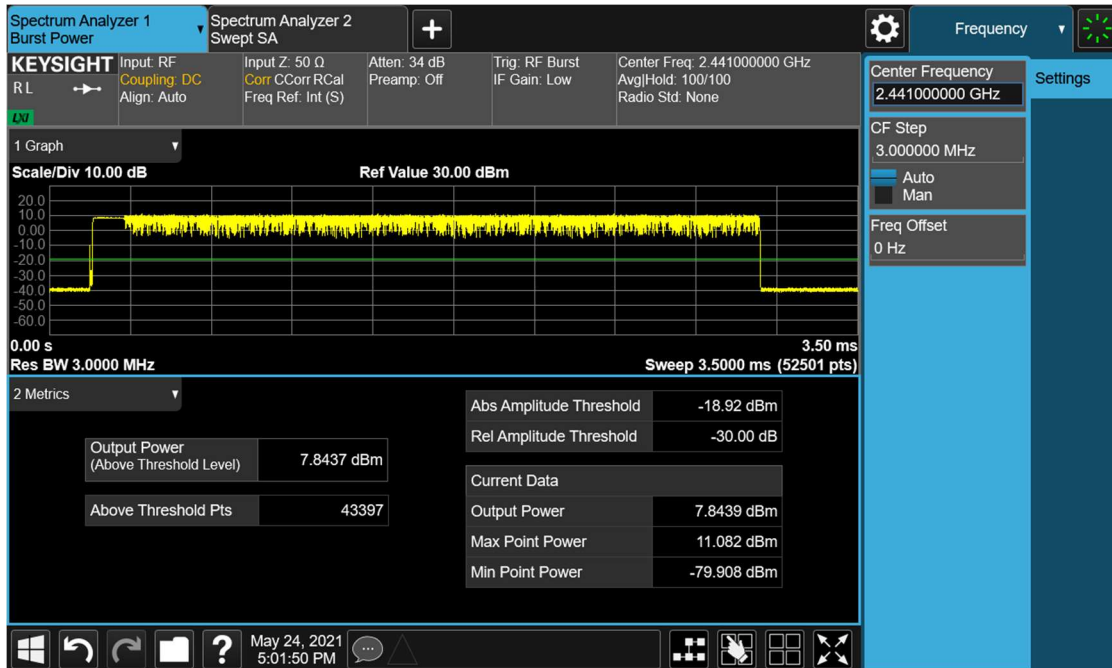 Spectrum Analyzer 1
Burst Power
Spectrum Analyzer 2
Swept SA
Frequency
KEYSIGHT
R L
LXI
Input: RF
Coupling: DC
Align: Auto
Input Z: 50 Ω
Corr CCorr RCal
Freq Ref: Int (S)
Atten: 34 dB
Preamp: Off
Trig: RF Burst
IF Gain: Low
Center Freq: 2.441000000 GHz
Avg|Hold: 100/100
Radio Std: None
Center Frequency
2.441000000 GHz
Settings
CF Step
3.000000 MHz
Auto
Man
Freq Offset
0 Hz
1 Graph
Scale/Div 10.00 dB
Ref Value 30.00 dBm
20.0
10.0
0.00
-10.0
-20.0
-30.0
-40.0
-50.0
-60.0
0.00 s
3.50 ms
Res BW 3.0000 MHz
Sweep 3.5000 ms (52501 pts)
2 Metrics
Output Power
(Above Threshold Level)
7.8437 dBm
Above Threshold Pts
43397
Abs Amplitude Threshold
-18.92 dBm
Rel Amplitude Threshold
-30.00 dB
Current Data
Output Power
7.8439 dBm
Max Point Power
11.082 dBm
Min Point Power
-79.908 dBm
?
May 24, 2021
5:01:50 PM